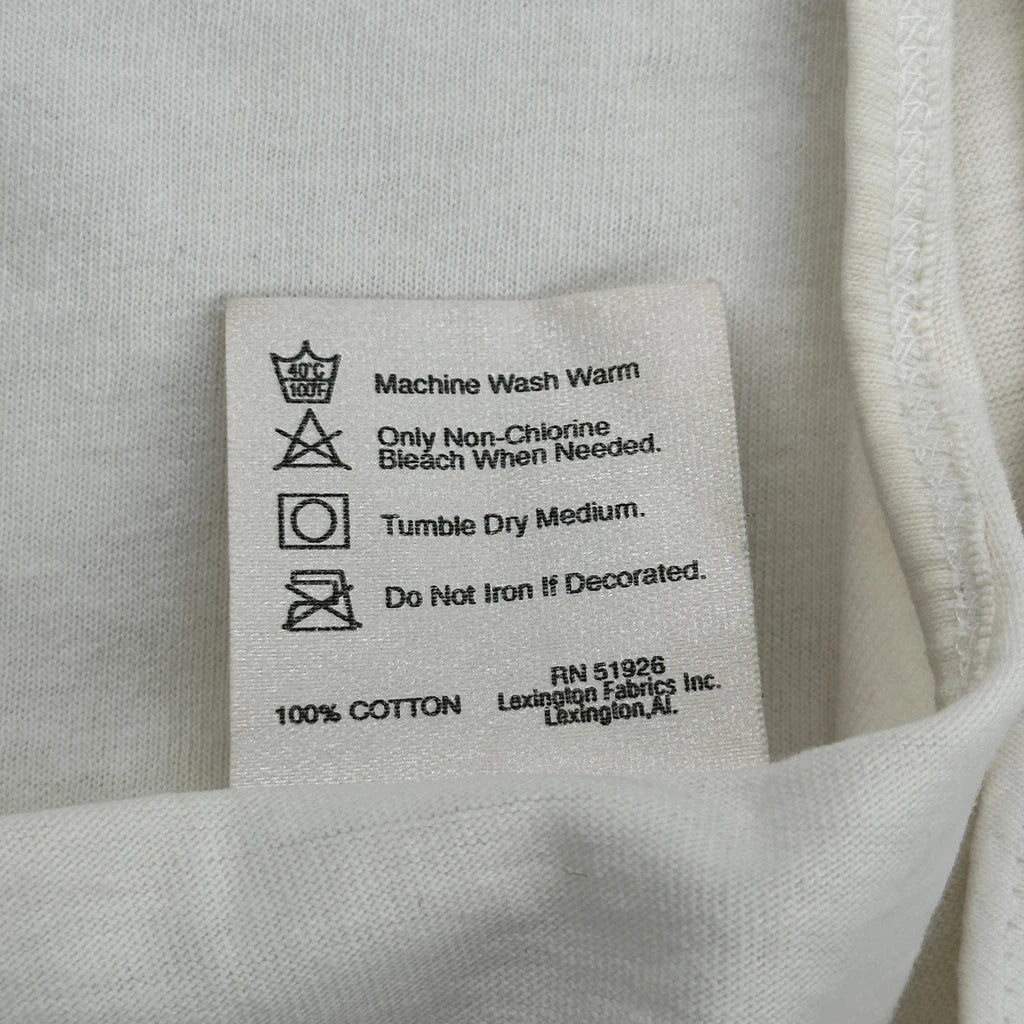 40°C
100°F
Machine Wash Warm
Only Non-Chlorine
Bleach When Needed.
Tumble Dry Medium.
Do Not Iron If Decorated.
100% COTTON
RN 51926
Lexington Fabrics Inc.
Lexington,Al.